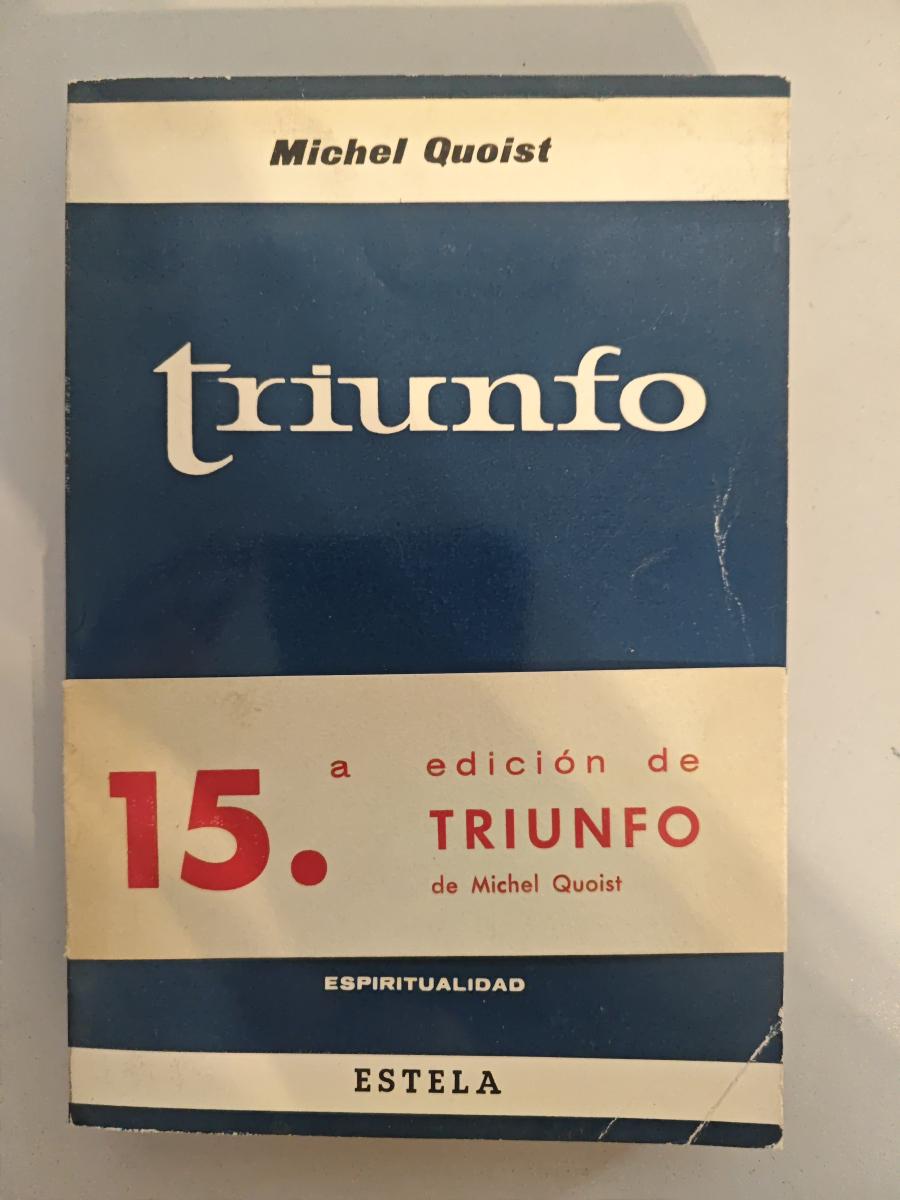 Michel Quoist
triunfo
15.a edición de
TRIUNFO
de Michel Quoist
ESPIRITUALIDAD
ESTELA